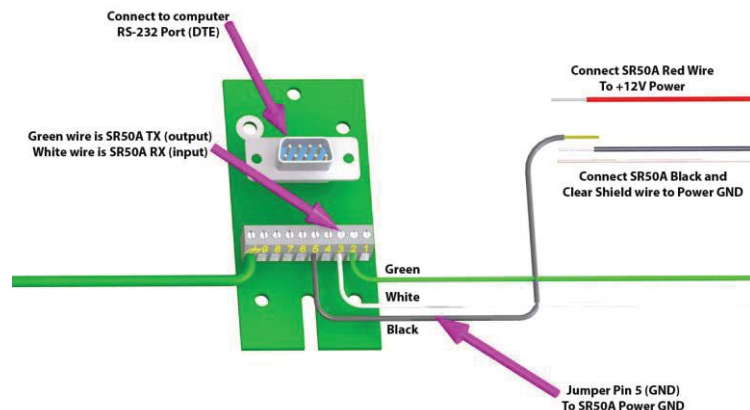 Connect to computer
RS-232 Port (DTE)
Connect SR50A Red Wire
To +12V Power
Green wire is SR50A TX (output)
White wire is SR50A RX (input)
Connect SR50A Black and
Clear Shield wire to Power GND
9 8 7 6 5 4 3 2 1
Green
White
Black
Jumper Pin 5 (GND)
To SR50A Power GND